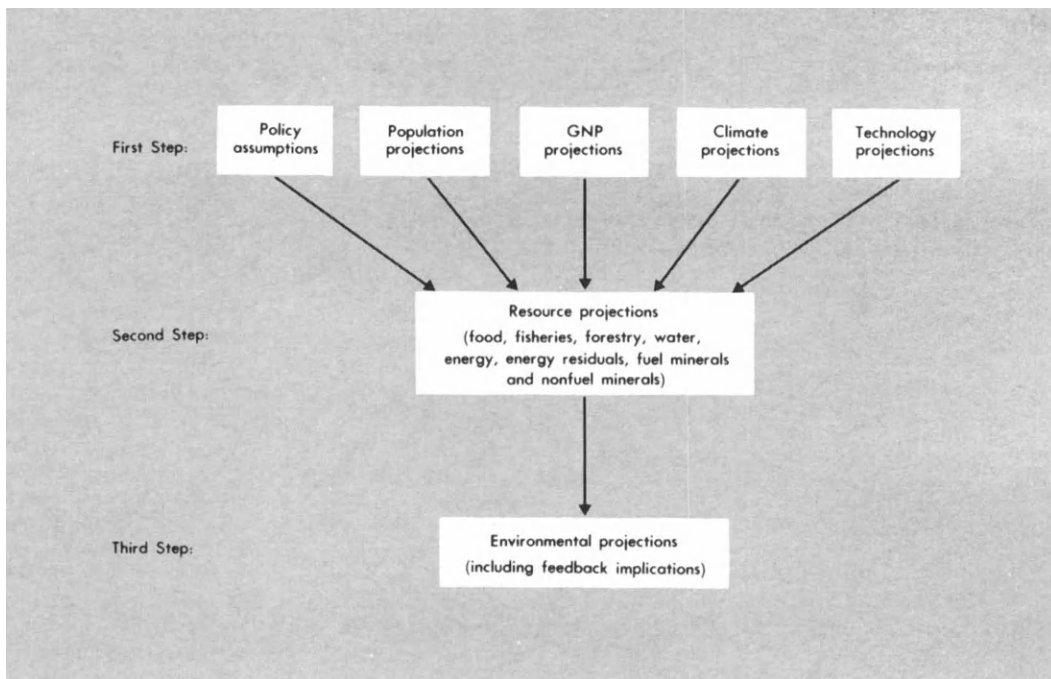 First Step:
Policy
assumptions
Population
projections
GNP
projections
Climate
projections
Technology
projections
Second Step:
Resource projections
(food, fisheries, forestry, water,
energy, energy residuals, fuel minerals
and nonfuel minerals)
Third Step:
Environmental projections
(including feedback implications)